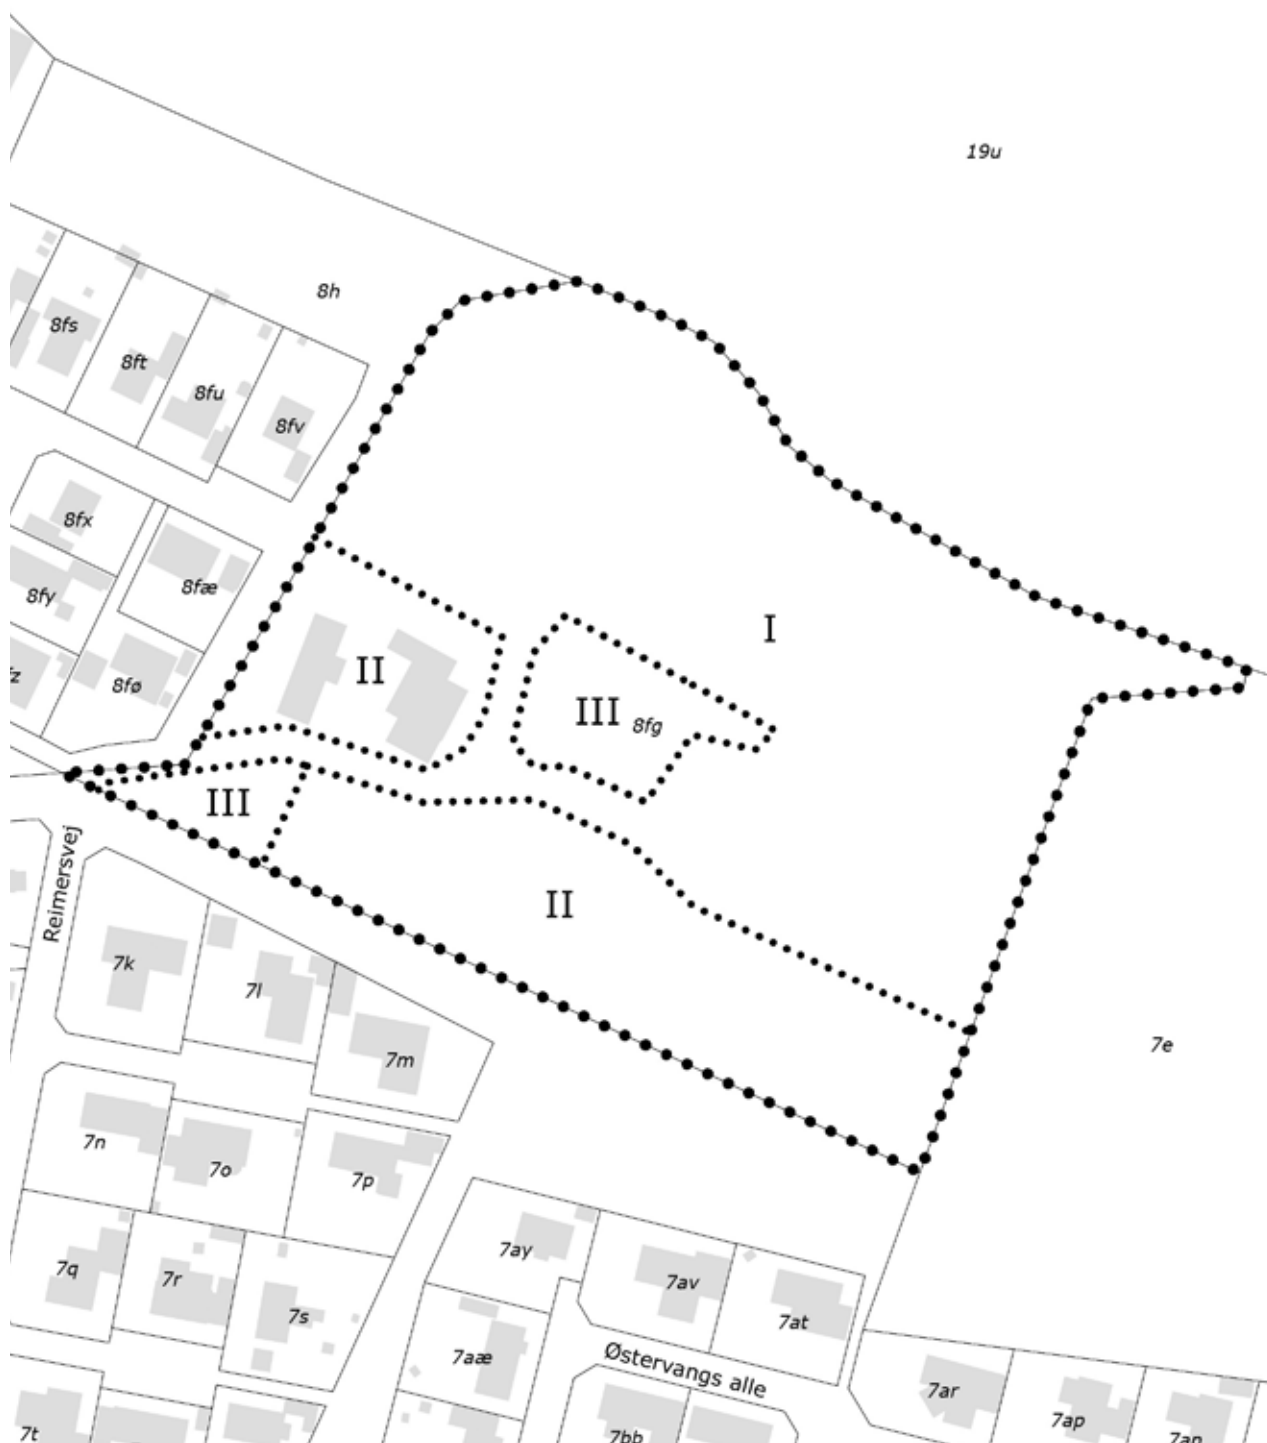 19u
8h
8fs
8ft
8fu
8fv
8fx
8fæ
8fy
I
II
8fø
III
8fg
III
Reimersvej
II
7k
7l
7m
7e
7n
7o
7p
7ay
7q
7r
7av
7s
7at
7aæ
Østervangs alle
7ar
7ap
7t